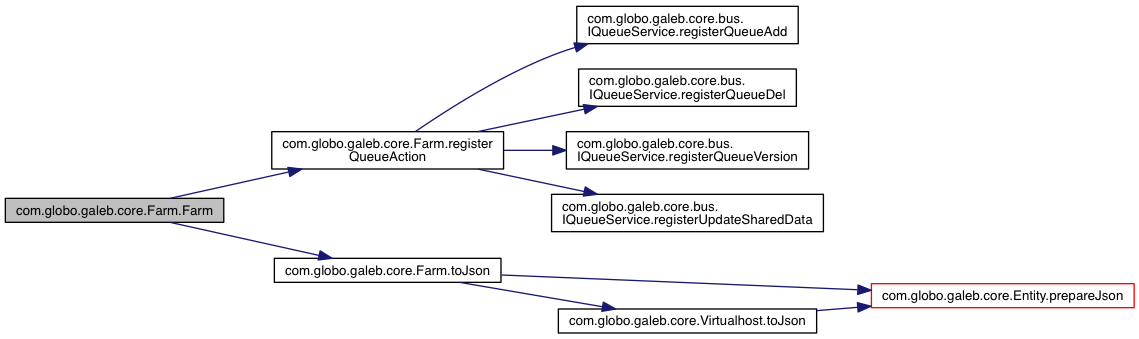 com.globo.galeb.core.bus.
IQueueService.registerQueueAdd
com.globo.galeb.core.bus.
IQueueService.registerQueueDel
com.globo.galeb.core.Farm.register
QueueAction
com.globo.galeb.core.bus.
IQueueService.registerQueueVersion
com.globo.galeb.core.Farm.Farm
com.globo.galeb.core.bus.
IQueueService.registerUpdateSharedData
com.globo.galeb.core.Farm.toJson
com.globo.galeb.core.Entity.prepareJson
com.globo.galeb.core.Virtualhost.toJson